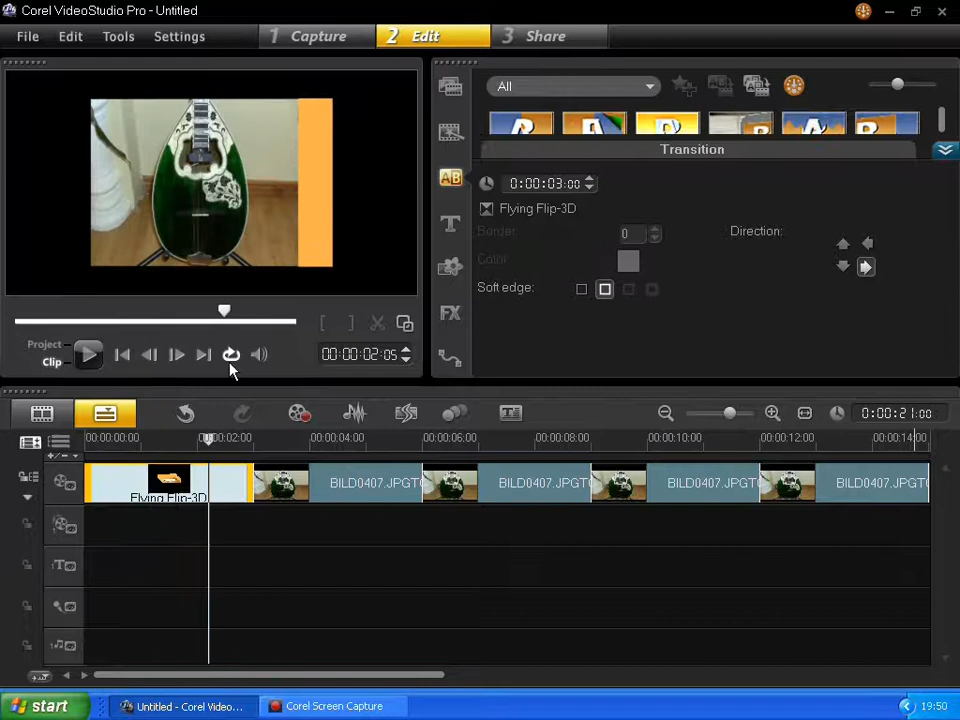 Corel VideoStudio Pro - Untitled
File Edit Tools Settings 1 Capture 2 Edit 3 Share
All
Transition
0:00:03:00
Flying Flip-3D
Border: 0 Direction:
Color:
Soft edge:
Project
Clip
00:00:02:05
0:00:21:00
00:00:00:00 00:00:02:00 00:00:04:00 00:00:06:00 00:00:08:00 00:00:10:00 00:00:12:00 00:00:14:00
Flying Flip-3D BILD0407.JPGT BILD0407.JPGT BILD0407.JPGT BILD0407.JPGT
start Untitled - Corel Video... Corel Screen Capture 19:50